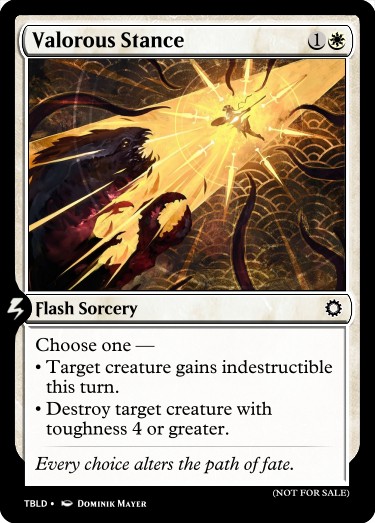 Valorous Stance 1
Flash Sorcery
Choose one —
• Target creature gains indestructible
this turn.
• Destroy target creature with
toughness 4 or greater.
Every choice alters the path of fate.
(NOT FOR SALE)
TBLD • Dominik Mayer